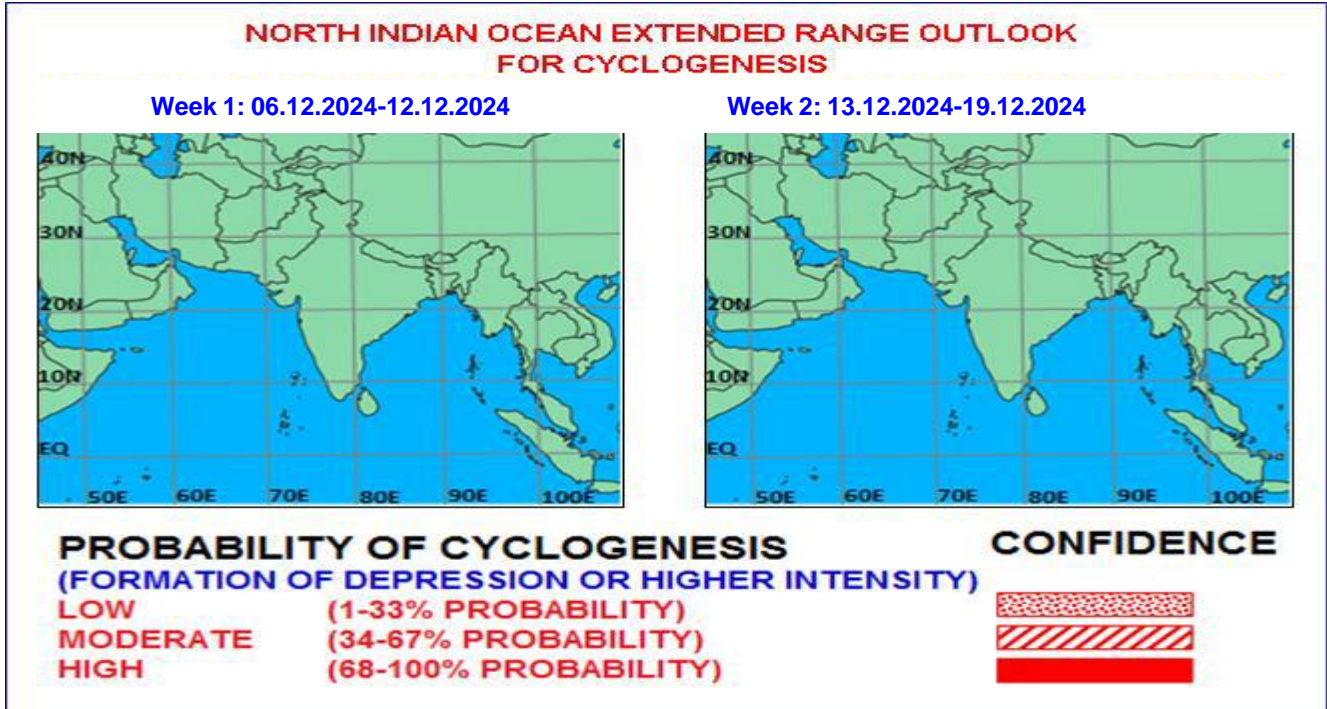 NORTH INDIAN OCEAN EXTENDED RANGE OUTLOOK
FOR CYCLOGENESIS
Week 1: 06.12.2024-12.12.2024
Week 2: 13.12.2024-19.12.2024
40N
30N
20N
10N
EQ
50E 60E 70E 80E 90E 100E
40N
30N
20N
10N
EQ
50E 60E 70E 80E 90E 100E
PROBABILITY OF CYCLOGENESIS
CONFIDENCE
(FORMATION OF DEPRESSION OR HIGHER INTENSITY)
LOW (1-33% PROBABILITY)
MODERATE (34-67% PROBABILITY)
HIGH (68-100% PROBABILITY)